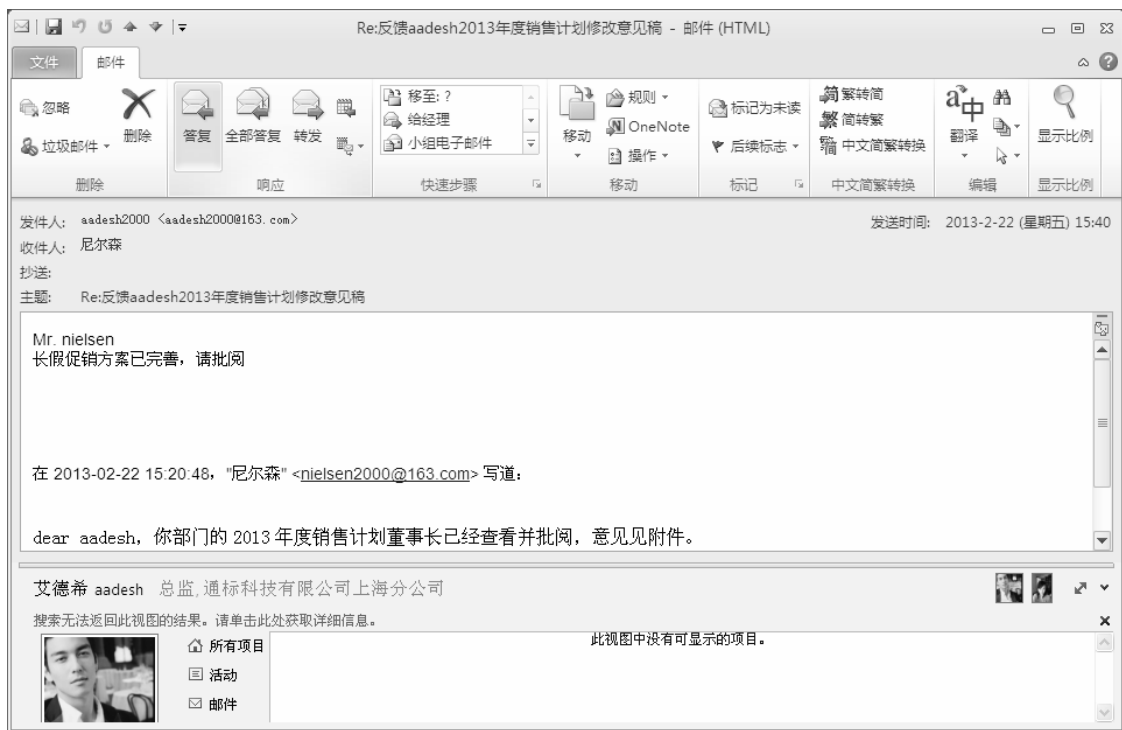 Re:反馈aadesh2013年度销售计划修改意见稿 - 邮件 (HTML)
文件 邮件
忽略
垃圾邮件
删除
删除
答复 全部答复 转发
响应
移至: ?
给经理
小组电子邮件
快速步骤
移动
规则
OneNote
操作
移动
标记为未读
后续标志
标记
简 繁转简
繁 简转繁
繁简 中文简繁转换
中文简繁转换
a中 翻译
编辑
显示比例
显示比例
发件人: aadesh2000 <aadesh2000@163.com> 发送时间: 2013-2-22 (星期五) 15:40
收件人: 尼尔森
抄送:
主题: Re:反馈aadesh2013年度销售计划修改意见稿
Mr. nielsen
长假促销方案已完善，请批阅
在 2013-02-22 15:20:48，"尼尔森" <nielsen2000@163.com> 写道：
dear aadesh，你部门的 2013 年度销售计划董事长已经查看并批阅，意见见附件。
艾德希 aadesh 总监,通标科技有限公司上海分公司
搜索无法返回此视图的结果。请单击此处获取详细信息。
所有项目
活动
邮件
此视图中没有可显示的项目。